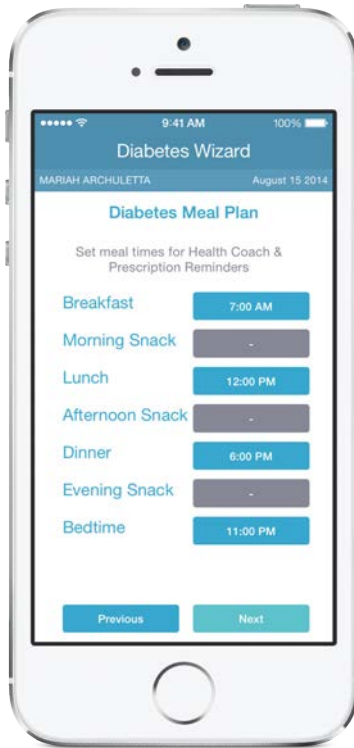 9:41 AM 100%
Diabetes Wizard
MARIAH ARCHULETTA August 15 2014
Diabetes Meal Plan
Set meal times for Health Coach &
Prescription Reminders
Breakfast 7:00 AM
Morning Snack -
Lunch 12:00 PM
Afternoon Snack -
Dinner 6:00 PM
Evening Snack -
Bedtime 11:00 PM
Previous Next